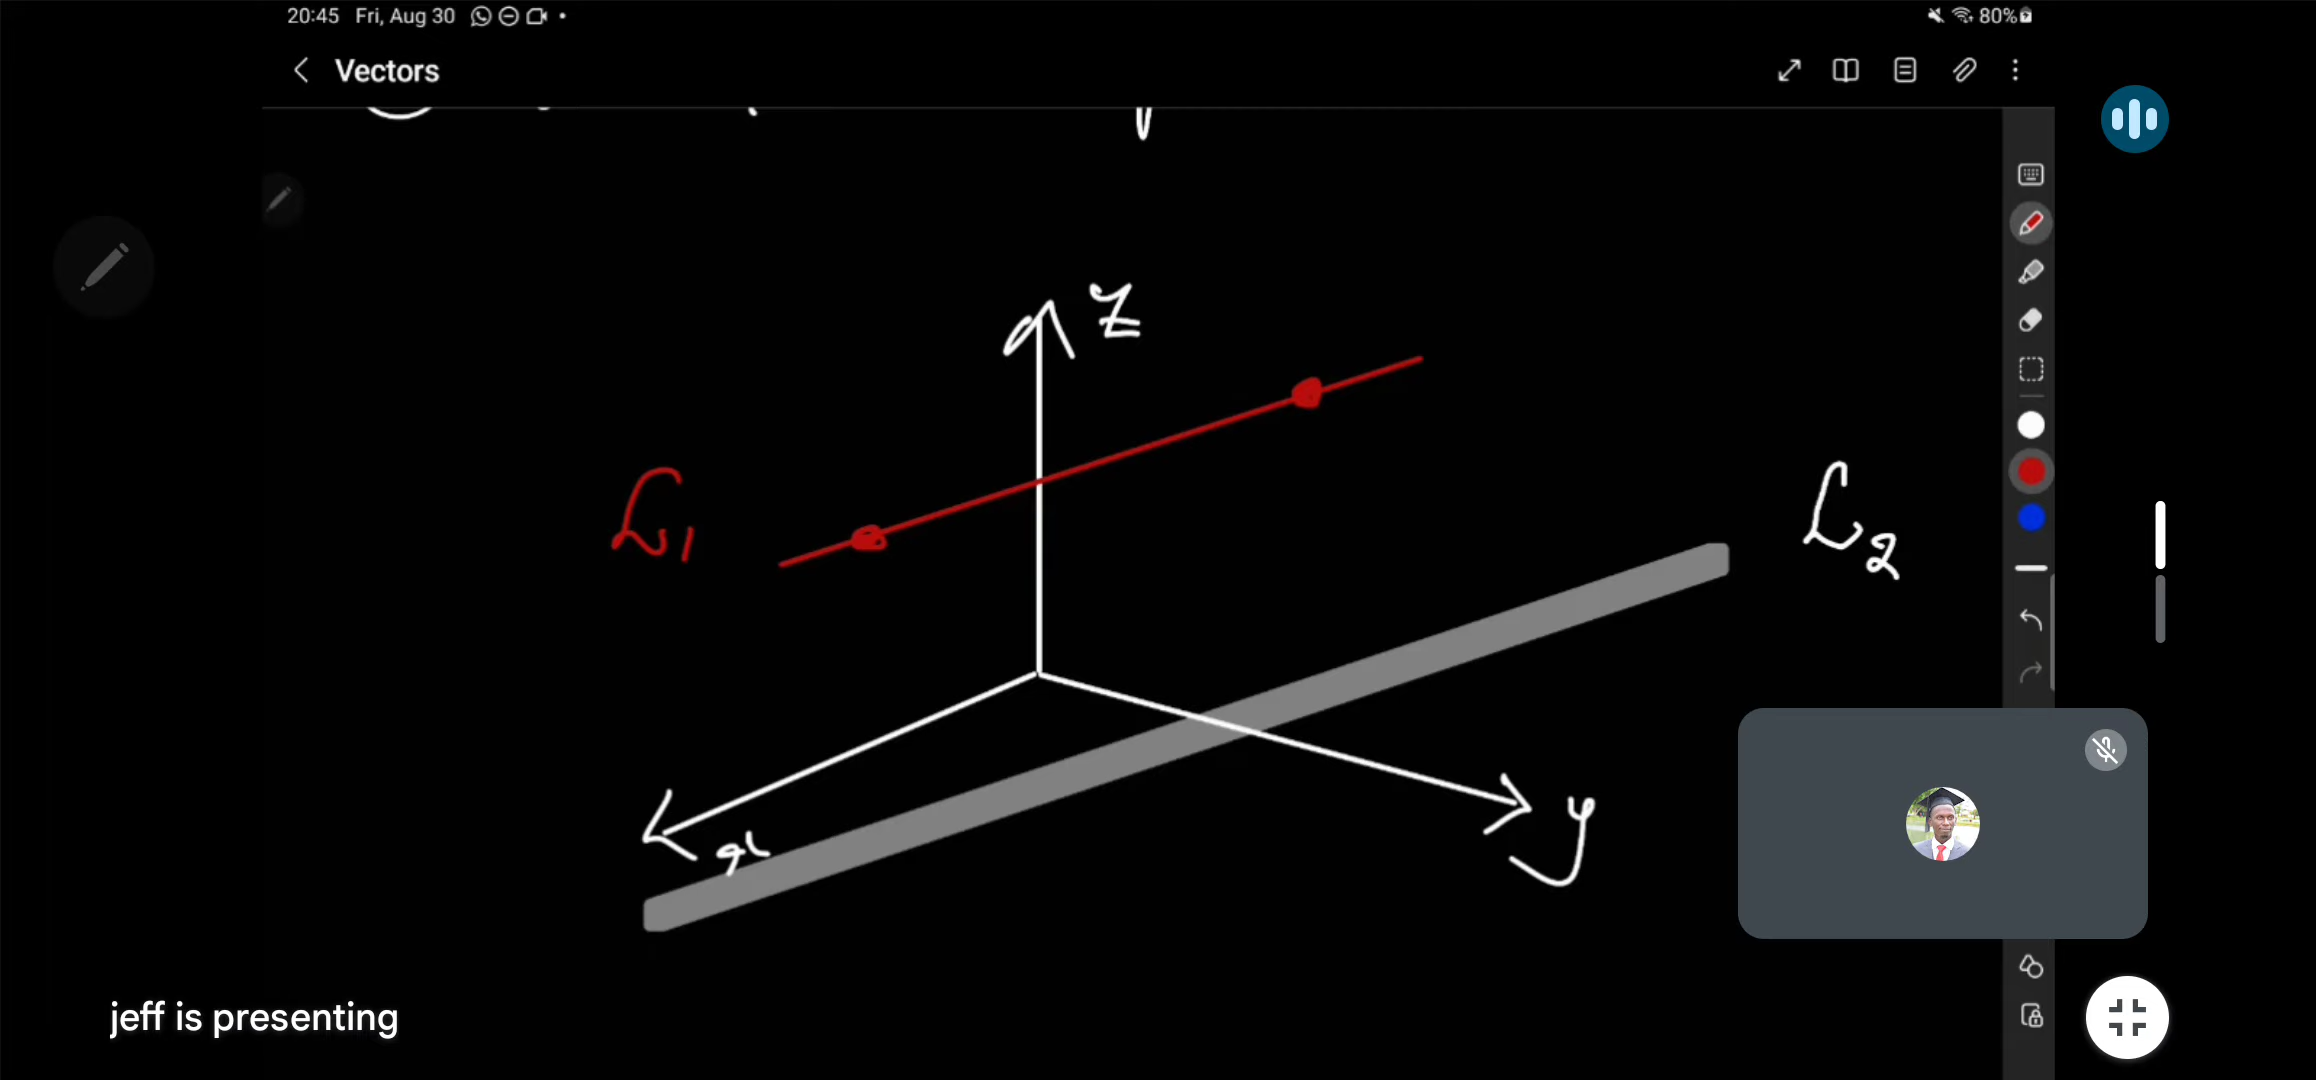 20:45 Fri, Aug 30
80%
Vectors
z
L1
L2
x
y
jeff is presenting